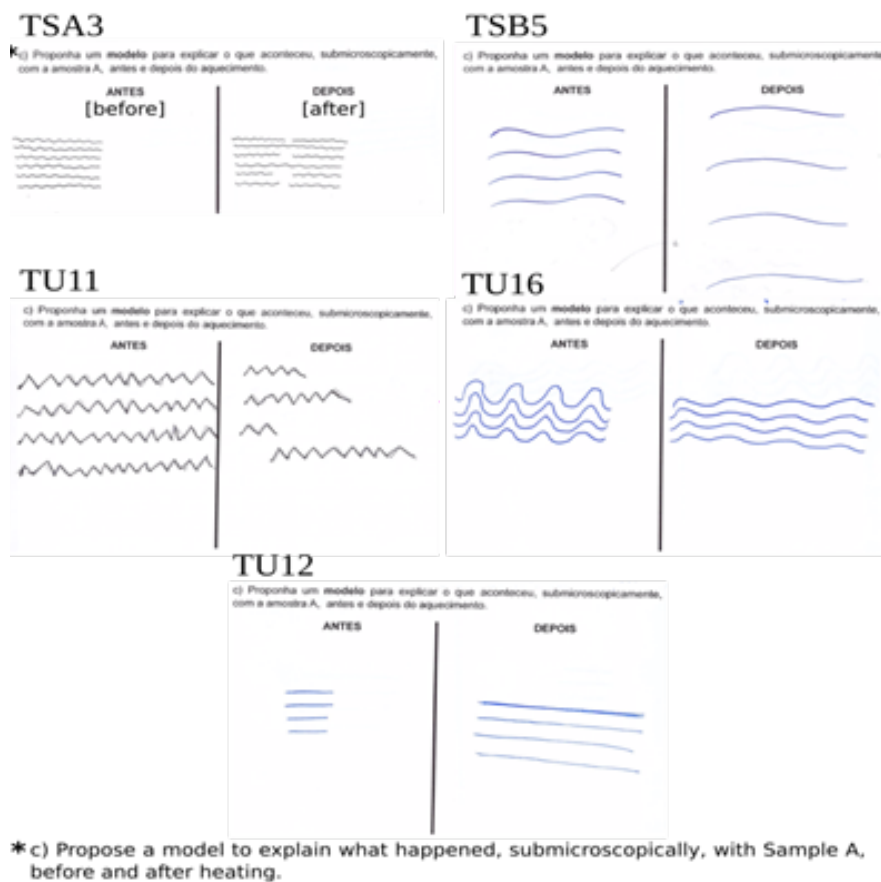 TSA3
*c) Proponha um modelo para explicar o que aconteceu, submicroscopicamente,
com a amostra A, antes e depois do aquecimento.
ANTES
[before]
DEPOIS
[after]
TSB5
c) Proponha um modelo para explicar o que aconteceu, submicroscopicamente
com a amostra A, antes e depois do aquecimento.
ANTES
DEPOIS
TU11
c) Proponha um modelo para explicar o que aconteceu, submicroscopicamente,
com a amostra A, antes e depois do aquecimento.
ANTES
DEPOIS
TU16
c) Proponha um modelo para explicar o que aconteceu, submicroscopicamente,
com a amostra A, antes e depois do aquecimento.
ANTES
DEPOIS
TU12
c) Proponha um modelo para explicar o que aconteceu, submicroscopicamente,
com a amostra A, antes e depois do aquecimento.
ANTES
DEPOIS
*c) Propose a model to explain what happened, submicroscopically, with Sample A,
before and after heating.